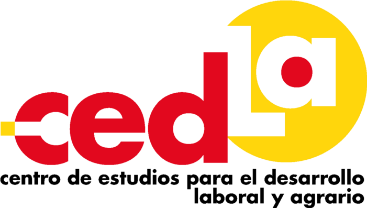 cedla
centro de estudios para el desarrollo
laboral y agrario